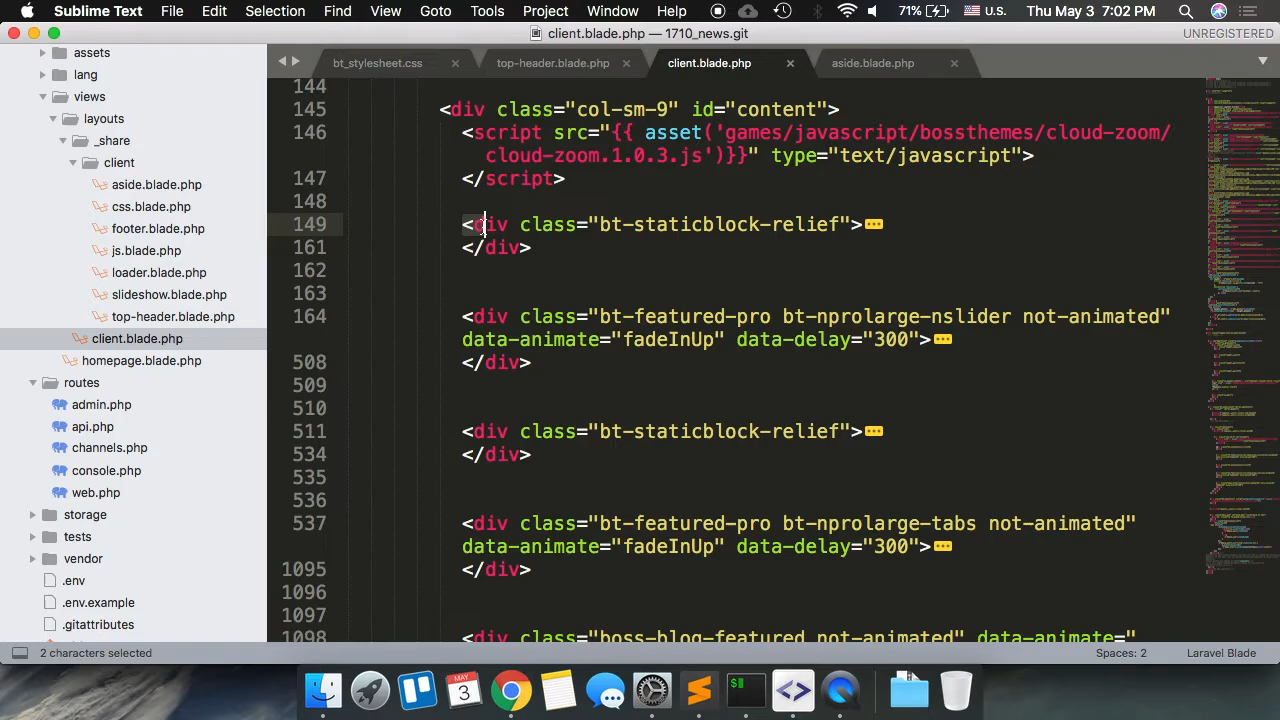 Sublime Text File Edit Selection Find View Goto Tools Project Window Help 71% U.S. Thu May 3 7:02 PM
client.blade.php — 1710_news.git UNREGISTERED
bt_stylesheet.css top-header.blade.php client.blade.php aside.blade.php
assets
lang
views
layouts
_share
client
aside.blade.php
css.blade.php
footer.blade.php
js.blade.php
loader.blade.php
slideshow.blade.php
top-header.blade.php
client.blade.php
homepage.blade.php
routes
admin.php
api.php
channels.php
console.php
web.php
storage
tests
vendor
.env
.env.example
.gitattributes
144
145 <div class="col-sm-9" id="content">
146 <script src="{{ asset('games/javascript/bossthemes/cloud-zoom/
cloud-zoom.1.0.3.js')}}" type="text/javascript">
147 </script>
148
149 <div class="bt-staticblock-relief">
161 </div>
162
163
164 <div class="bt-featured-pro bt-nprolarge-nslider not-animated"
data-animate="fadeInUp" data-delay="300">
508 </div>
509
510
511 <div class="bt-staticblock-relief">
534 </div>
535
536
537 <div class="bt-featured-pro bt-nprolarge-tabs not-animated"
data-animate="fadeInUp" data-delay="300">
1095 </div>
1096
1097
1098 <div class="boss-blog-featured not-animated" data-animate="
2 characters selected Spaces: 2 Laravel Blade
MAY
3